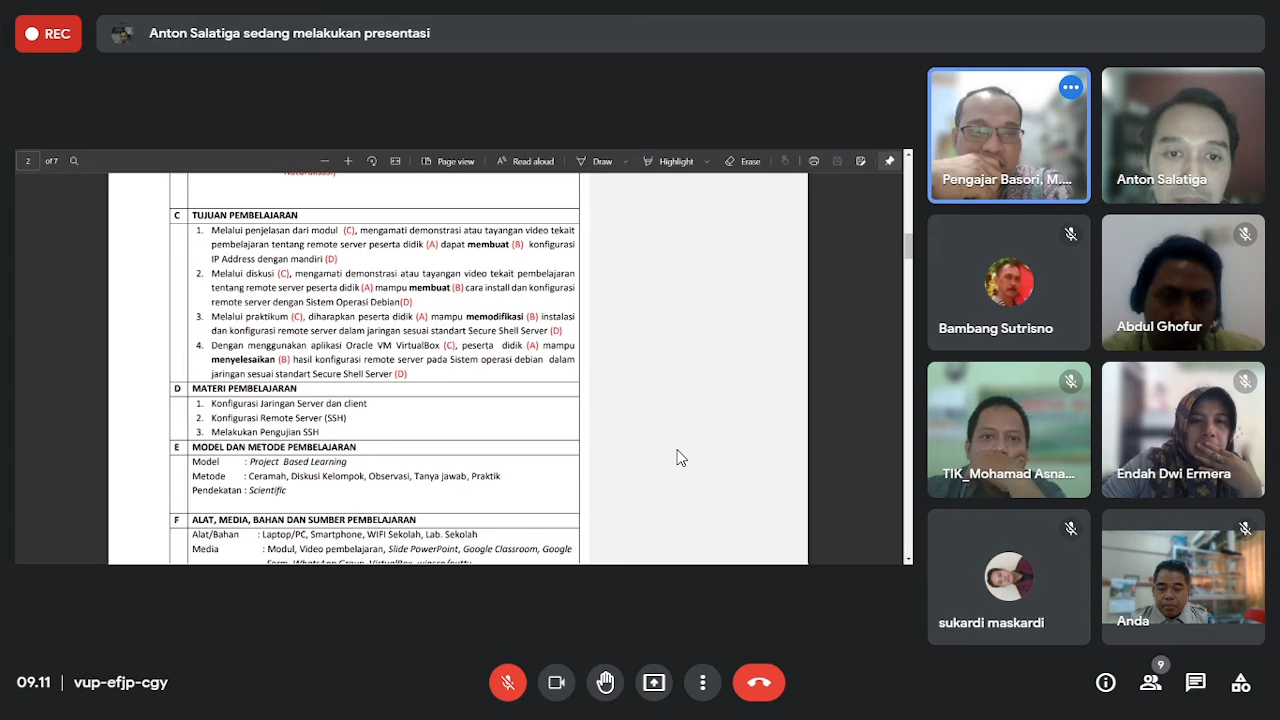 REC
Anton Salatiga sedang melakukan presentasi
2 of 7
Page view
Read aloud
Draw
Highlight
Erase
C TUJUAN PEMBELAJARAN
1. Melalui penjelasan dari modul (C), mengamati demonstrasi atau tayangan video tekait
pembelajaran tentang remote server peserta didik (A) dapat membuat (B) konfigurasi
IP Address dengan mandiri (D)
2. Melalui diskusi (C), mengamati demonstrasi atau tayangan video tekait pembelajaran
tentang remote server peserta didik (A) mampu membuat (B) cara install dan konfigurasi
remote server dengan Sistem Operasi Debian(D)
3. Melalui praktikum (C), diharapkan peserta didik (A) mampu memodifikasi (B) instalasi
dan konfigurasi remote server dalam jaringan sesuai standart Secure Shell Server (D)
4. Dengan menggunakan aplikasi Oracle VM VirtualBox (C), peserta didik (A) mampu
menyelesaikan (B) hasil konfigurasi remote server pada Sistem operasi debian dalam
jaringan sesuai standart Secure Shell Server (D)
D MATERI PEMBELAJARAN
1. Konfigurasi Jaringan Server dan client
2. Konfigurasi Remote Server (SSH)
3. Melakukan Pengujian SSH
E MODEL DAN METODE PEMBELAJARAN
Model : Project Based Learning
Metode : Ceramah, Diskusi Kelompok, Observasi, Tanya jawab, Praktik
Pendekatan : Scientific
F ALAT, MEDIA, BAHAN DAN SUMBER PEMBELAJARAN
Alat/Bahan : Laptop/PC, Smartphone, WIFI Sekolah, Lab. Sekolah
Media : Modul, Video pembelajaran, Slide PowerPoint, Google Classroom, Google
Pengajar Basori, M....
Anton Salatiga
Bambang Sutrisno
Abdul Ghofur
TIK_Mohamad Asna...
Endah Dwi Ermera
sukardi maskardi
Anda
09.11 | vup-efjp-cgy
9